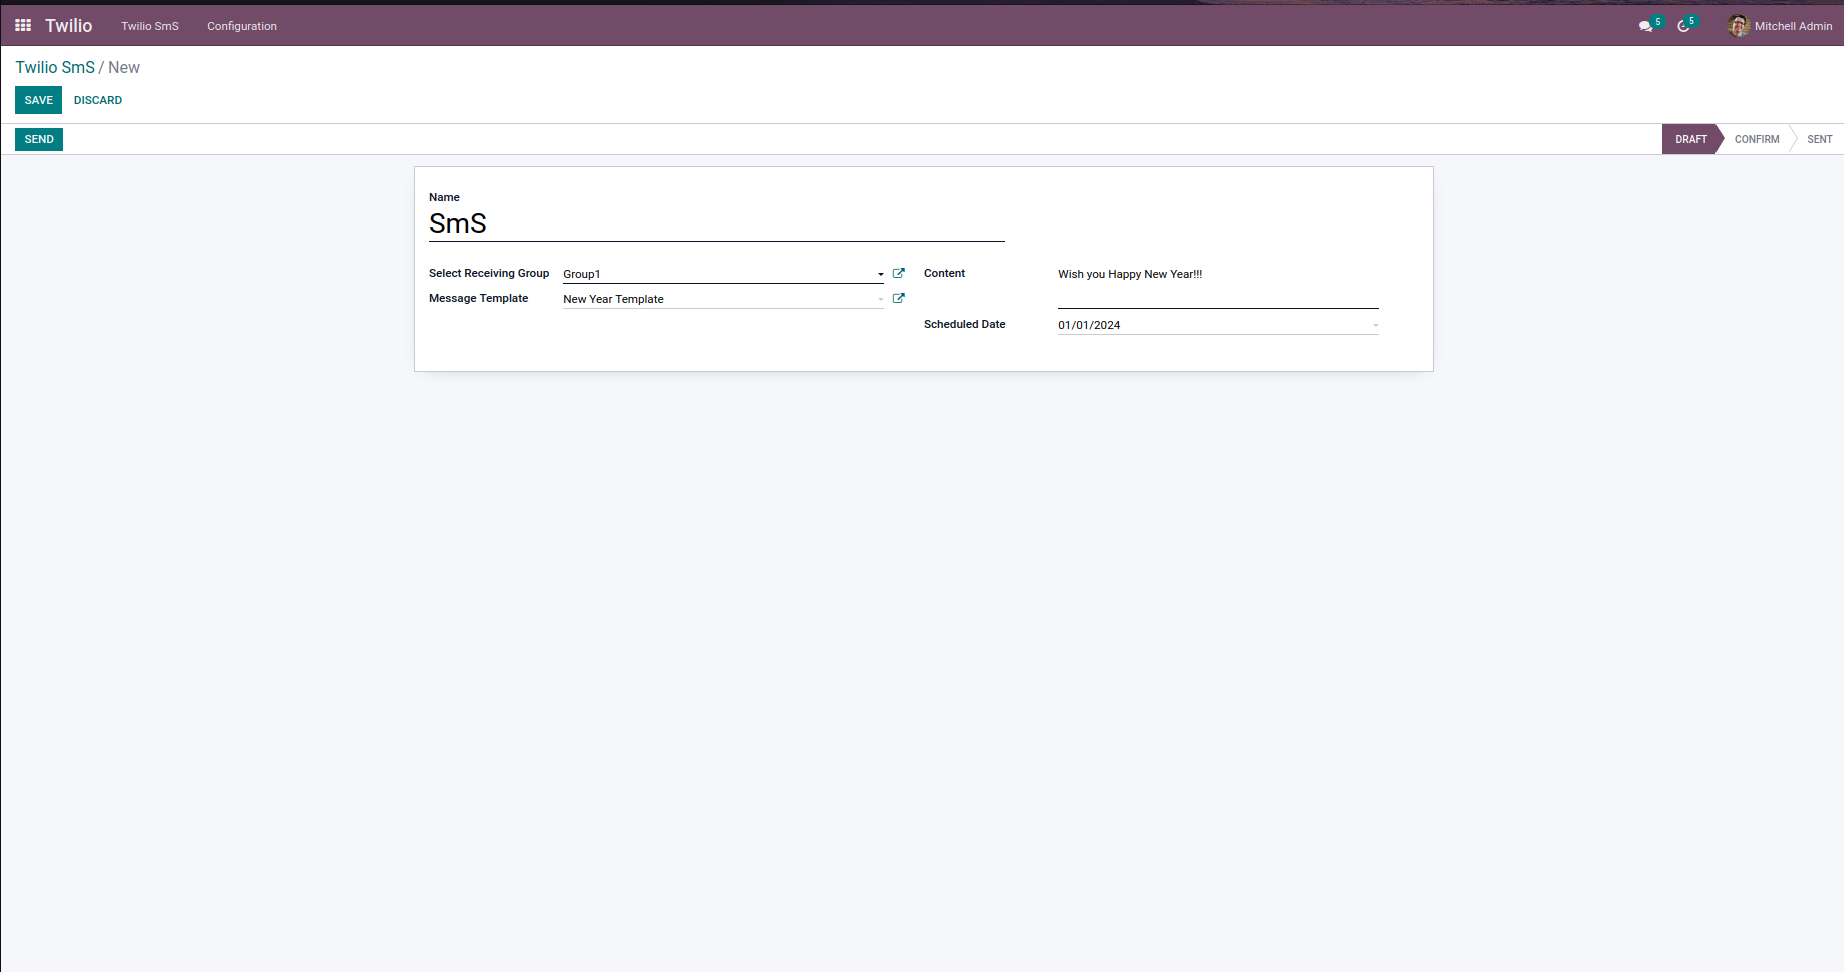 Twilio Twilio SmS Configuration 5 5 Mitchell Admin
Twilio SmS / New
SAVE DISCARD
SEND DRAFT CONFIRM SENT
Name
SmS
Select Receiving Group Group1 Content Wish you Happy New Year!!!
Message Template New Year Template
Scheduled Date 01/01/2024